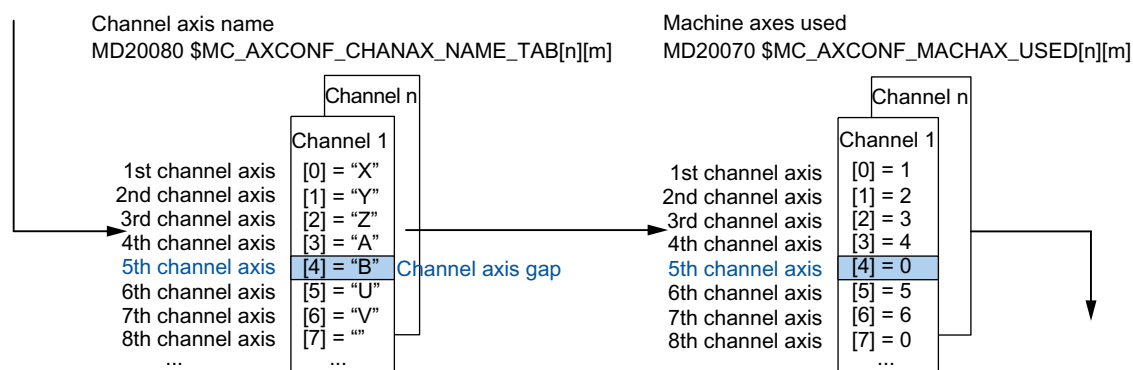 Channel axis name
MD20080 $MC_AXCONF_CHANAX_NAME_TAB[n][m]
Channel n
Channel 1
1st channel axis [0] = “X”
2nd channel axis [1] = “Y”
3rd channel axis [2] = “Z”
4th channel axis [3] = “A”
5th channel axis [4] = “B” Channel axis gap
6th channel axis [5] = “U”
7th channel axis [6] = “V”
8th channel axis [7] = “”
... ...
Machine axes used
MD20070 $MC_AXCONF_MACHAX_USED[n][m]
Channel n
Channel 1
1st channel axis [0] = 1
2nd channel axis [1] = 2
3rd channel axis [2] = 3
4th channel axis [3] = 4
5th channel axis [4] = 0
6th channel axis [5] = 5
7th channel axis [6] = 6
8th channel axis [7] = 0
... ...